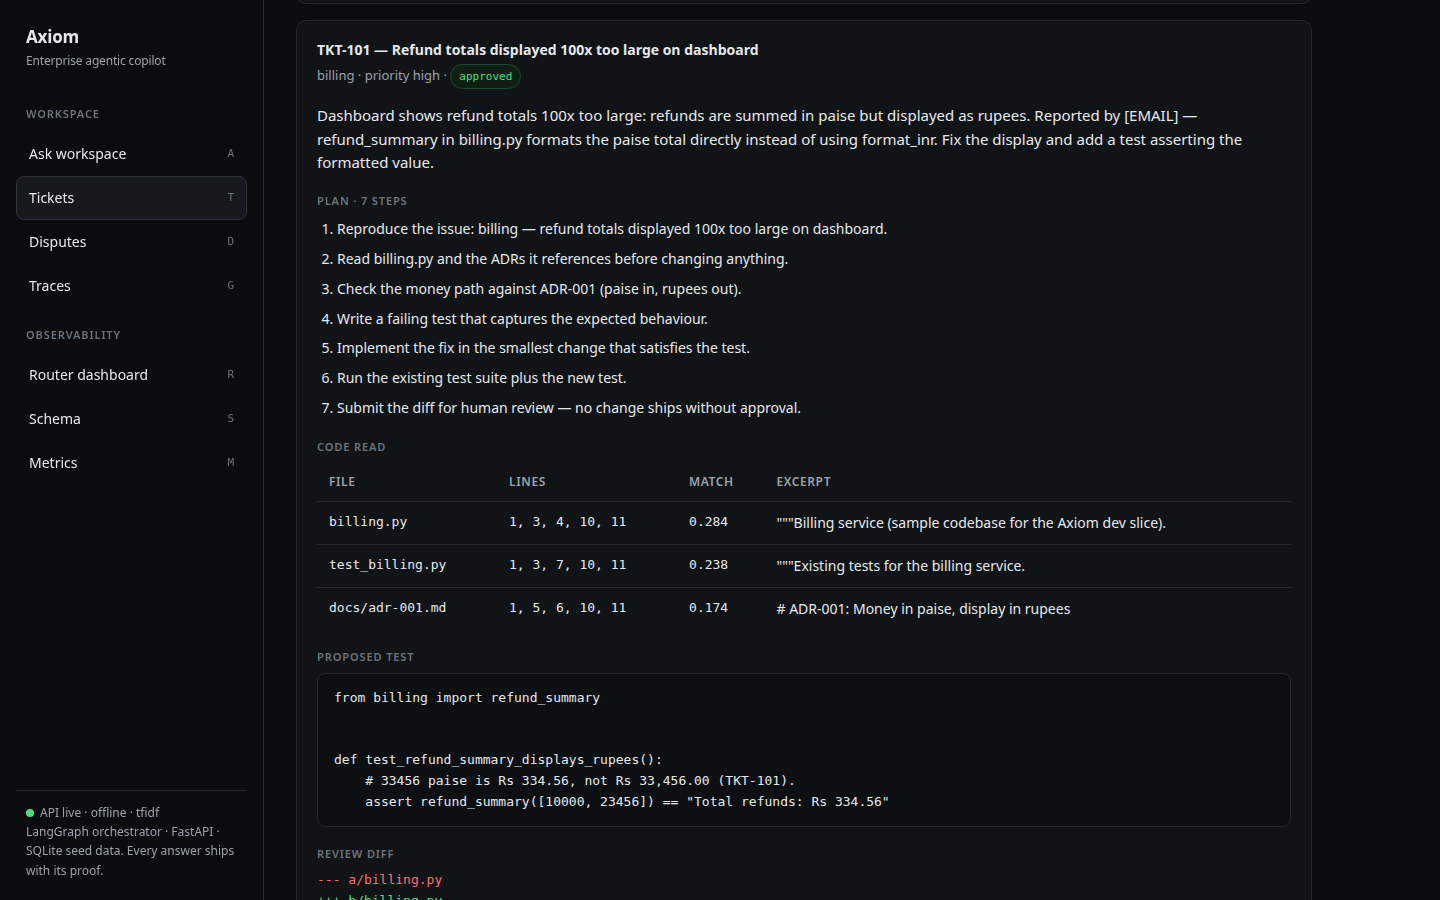 Axiom
Enterprise agentic copilot
WORKSPACE
Ask workspace A
Tickets T
Disputes D
Traces G
OBSERVABILITY
Router dashboard R
Schema S
Metrics M
API live · offline · tfidf
LangGraph orchestrator · FastAPI ·
SQLite seed data. Every answer ships
with its proof.
TKT-101 — Refund totals displayed 100x too large on dashboard
billing · priority high · approved
Dashboard shows refund totals 100x too large: refunds are summed in paise but displayed as rupees. Reported by [EMAIL] —
refund_summary in billing.py formats the paise total directly instead of using format_inr. Fix the display and add a test asserting the
formatted value.
PLAN · 7 STEPS
1. Reproduce the issue: billing — refund totals displayed 100x too large on dashboard.
2. Read billing.py and the ADRs it references before changing anything.
3. Check the money path against ADR-001 (paise in, rupees out).
4. Write a failing test that captures the expected behaviour.
5. Implement the fix in the smallest change that satisfies the test.
6. Run the existing test suite plus the new test.
7. Submit the diff for human review — no change ships without approval.
CODE READ
FILE LINES MATCH EXCERPT
billing.py 1, 3, 4, 10, 11 0.284 """Billing service (sample codebase for the Axiom dev slice).
test_billing.py 1, 3, 7, 10, 11 0.238 """Existing tests for the billing service.
docs/adr-001.md 1, 5, 6, 10, 11 0.174 # ADR-001: Money in paise, display in rupees
PROPOSED TEST
from billing import refund_summary
def test_refund_summary_displays_rupees():
    # 33456 paise is Rs 334.56, not Rs 33,456.00 (TKT-101).
    assert refund_summary([10000, 23456]) == "Total refunds: Rs 334.56"
REVIEW DIFF
--- a/billing.py
+++ b/billing.py